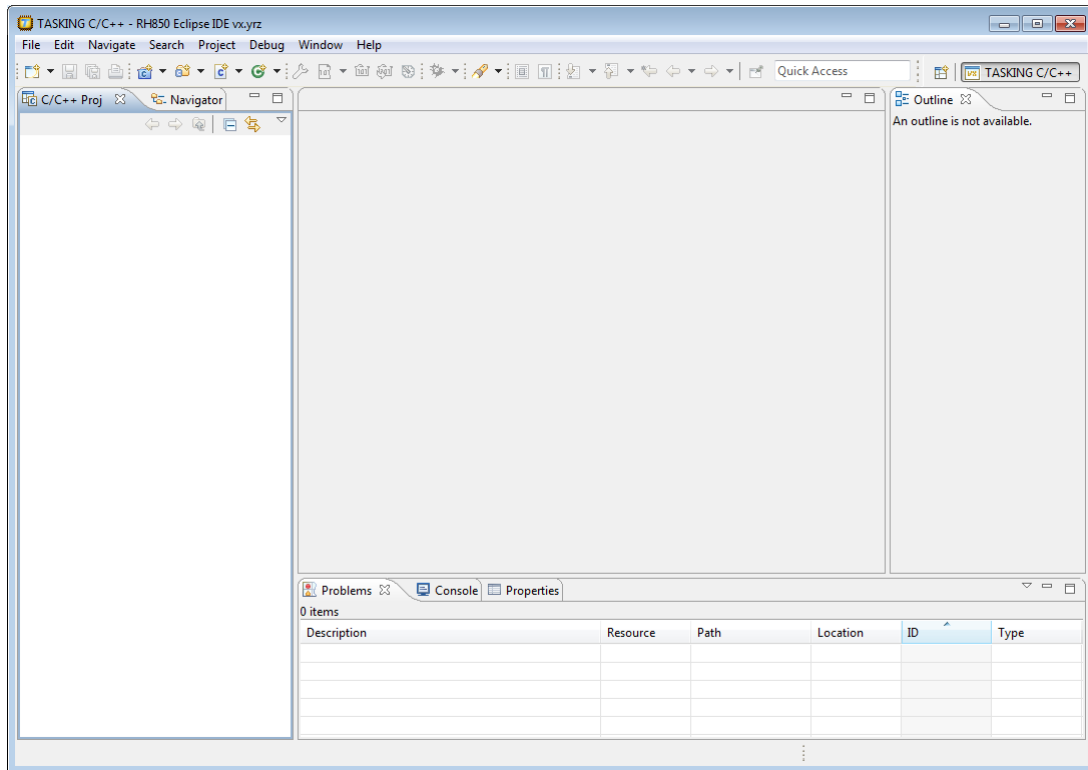 TASKING C/C++ - RH850 Eclipse IDE vx.yrz
File Edit Navigate Search Project Debug Window Help
Quick Access
TASKING C/C++
C/C++ Proj Navigator
Outline
An outline is not available.
Problems Console Properties
0 items
Description Resource Path Location ID Type